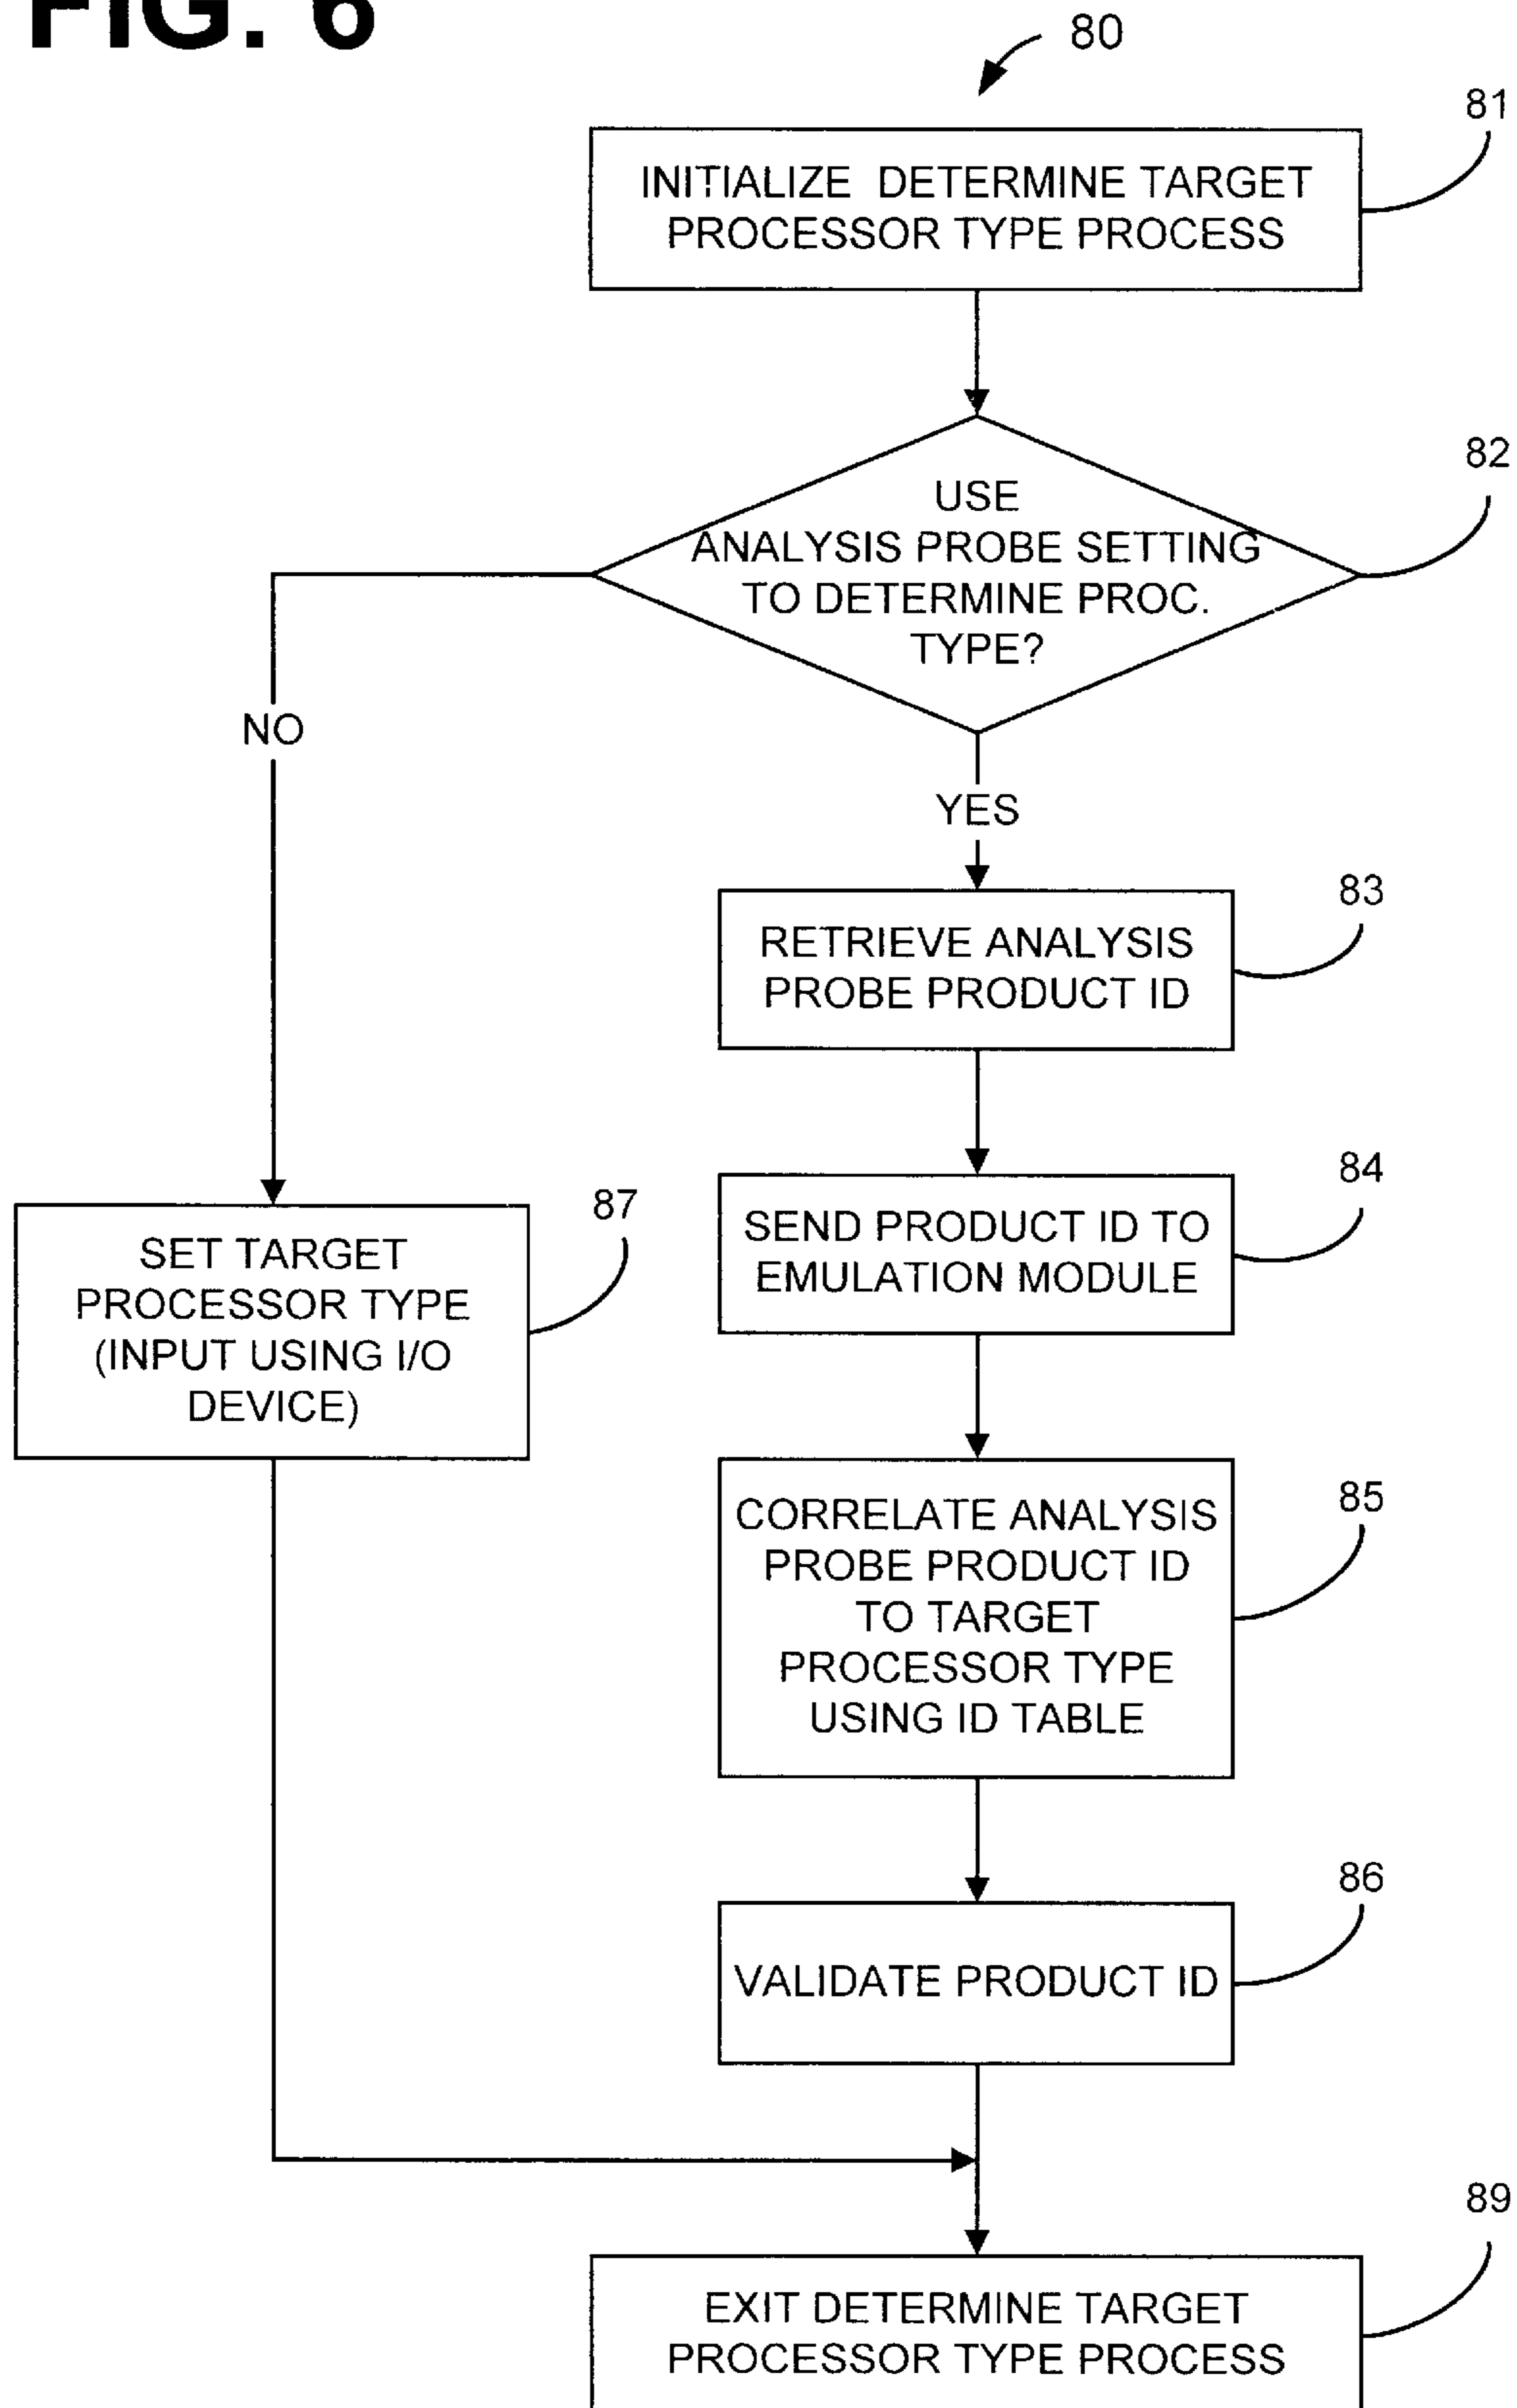 FIG. 6
80
81
INITIALIZE DETERMINE TARGET
PROCESSOR TYPE PROCESS
82
USE
ANALYSIS PROBE SETTING
TO DETERMINE PROC.
TYPE?
NO
YES
83
RETRIEVE ANALYSIS
PROBE PRODUCT ID
84
SEND PRODUCT ID TO
EMULATION MODULE
87
SET TARGET
PROCESSOR TYPE
(INPUT USING I/O
DEVICE)
85
CORRELATE ANALYSIS
PROBE PRODUCT ID
TO TARGET
PROCESSOR TYPE
USING ID TABLE
86
VALIDATE PRODUCT ID
89
EXIT DETERMINE TARGET
PROCESSOR TYPE PROCESS